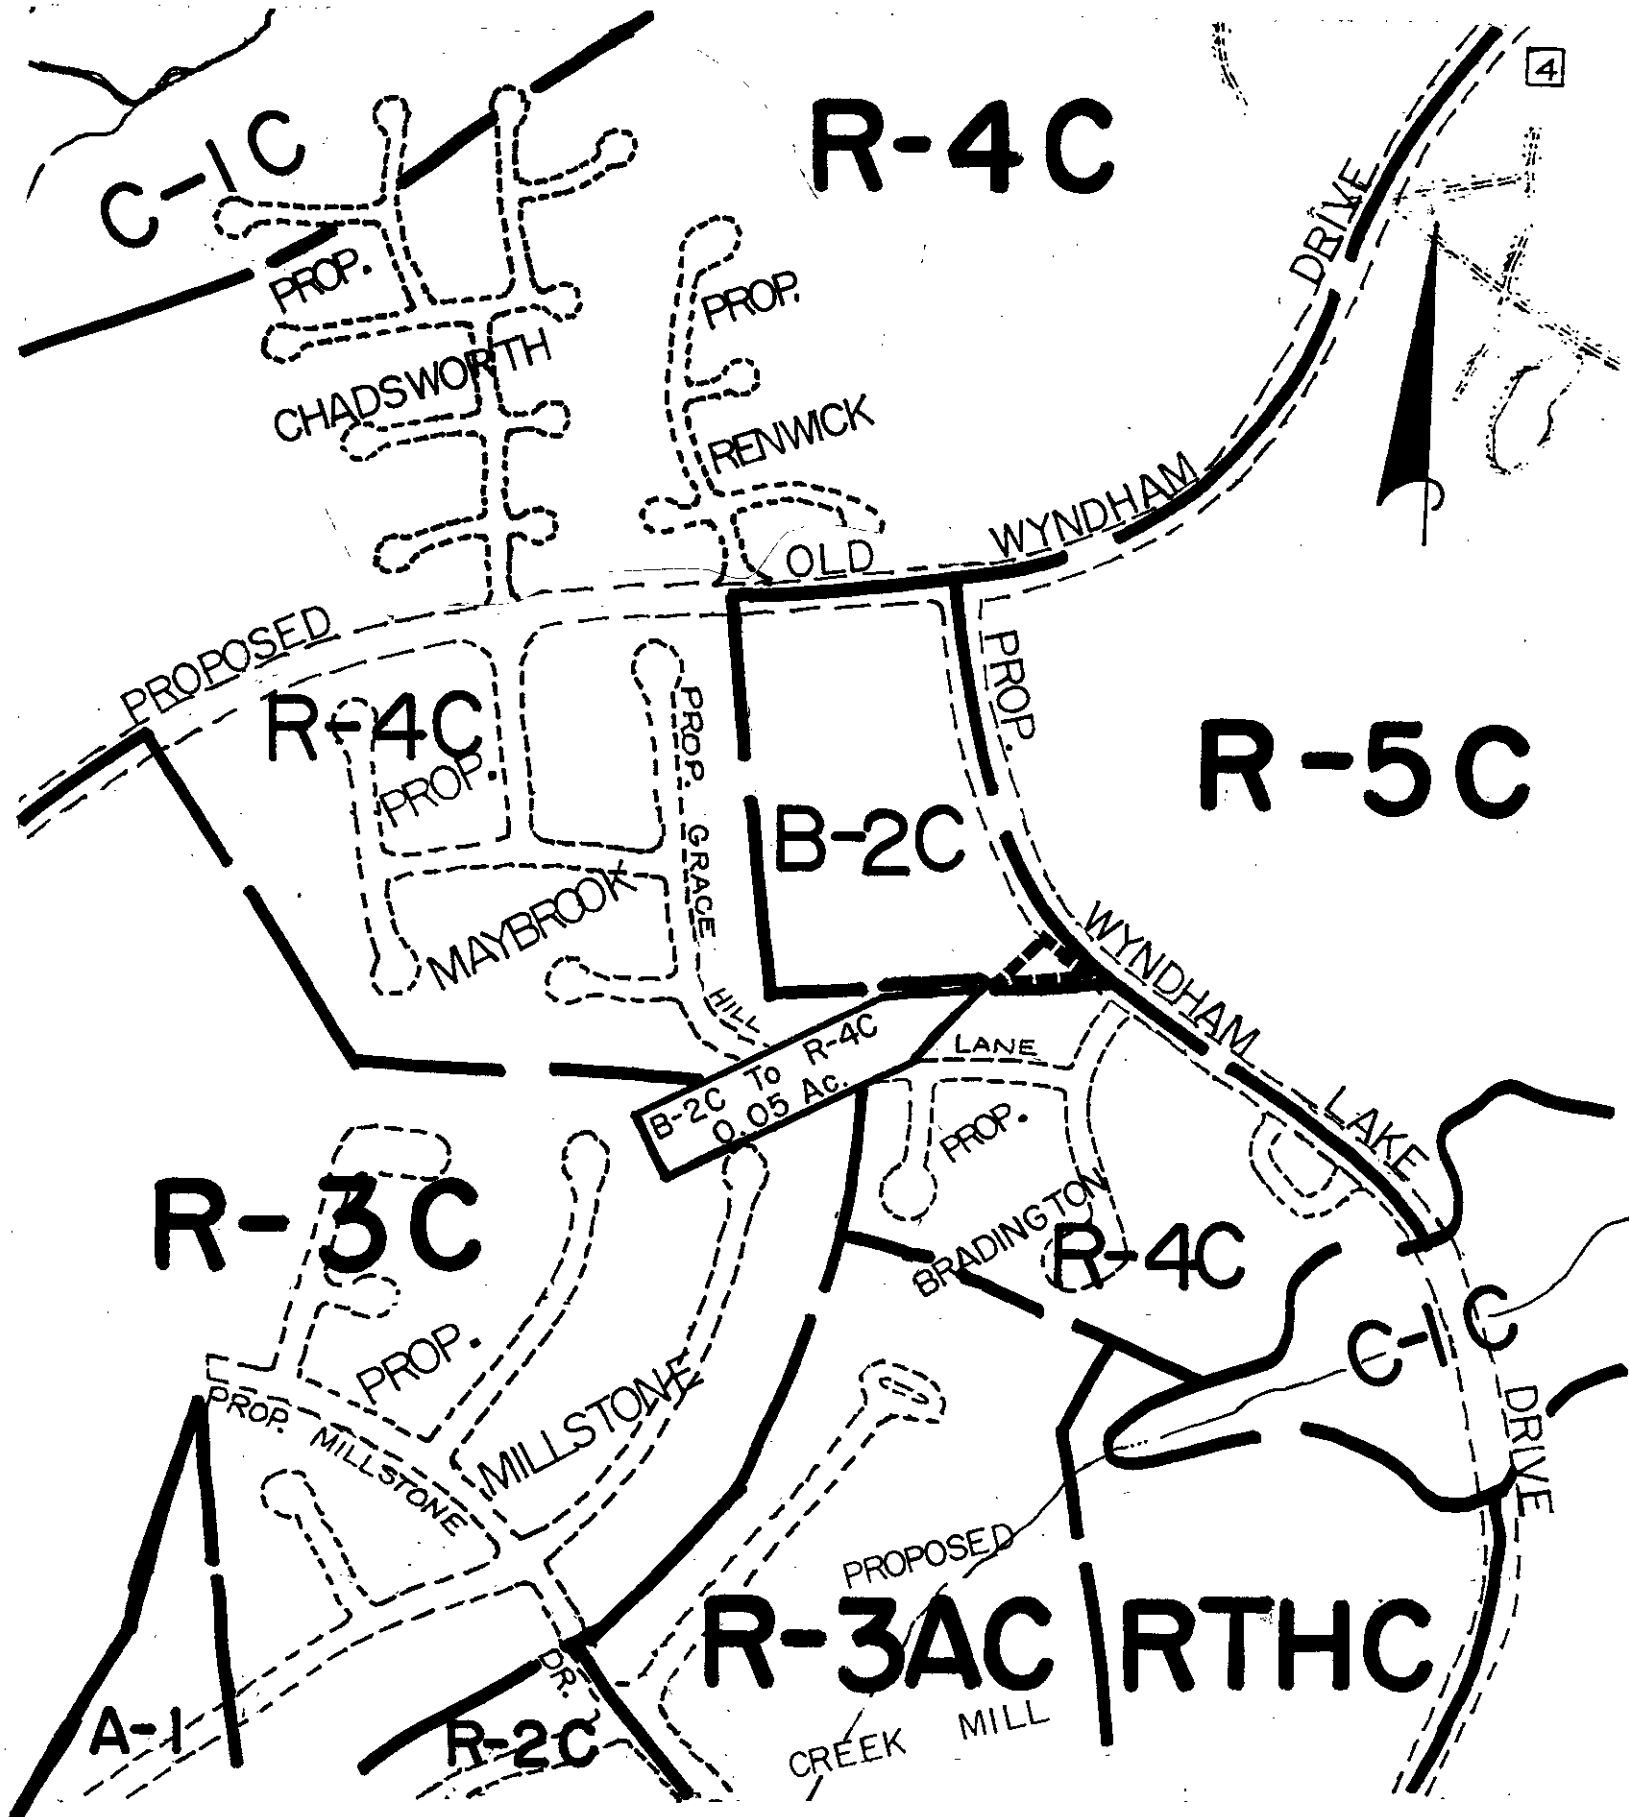 4
R-4C
C-1C
DRIVE
PROP.
CHADSWORTH
PROP.
RENWICK
WYNDHAM
OLD
PROPOSED
R-4C
PROP.
MAYBROOK
PROP. GRACE
HILL
PROP.
B-2C
R-5C
WYNDHAM
LAKE
DRIVE
LANE
B-2C To R-4C
0.05 Ac.
PROP.
BRADINGTON
R-4C
C-1C
R-3C
PROP.
MILLSTONE
PROP. MILLSTONE
DR.
PROPOSED
R-3AC
RTHC
CREEK MILL
A-1
R-2C